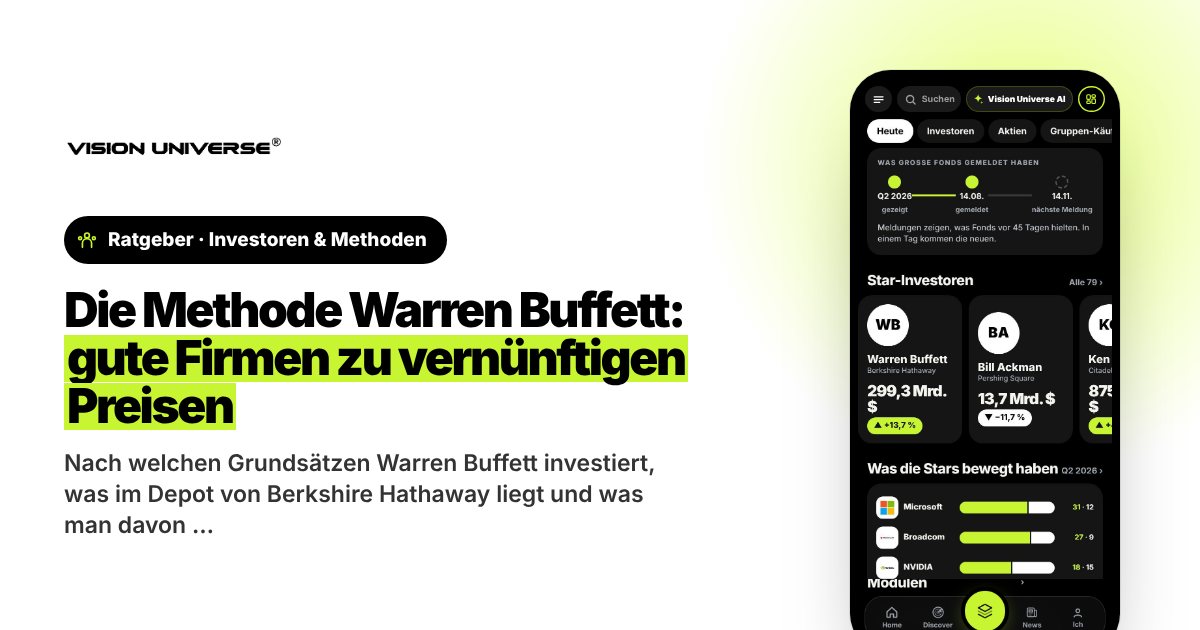 VISION UNIVERSE®
Ratgeber · Investoren & Methoden
Die Methode Warren Buffett:
gute Firmen zu vernünftigen
Preisen
Nach welchen Grundsätzen Warren Buffett investiert,
was im Depot von Berkshire Hathaway liegt und was
man davon ...
Suchen
Vision Universe AI
Heute
Investoren
Aktien
Gruppen-Käuf
WAS GROSSE FONDS GEMELDET HABEN
Q2 2026 14.08. 14.11.
gezeigt gemeldet nächste Meldung
Meldungen zeigen, was Fonds vor 45 Tagen hielten. In
einem Tag kommen die neuen.
Star-Investoren
Alle 79 ›
WB
Warren Buffett
Berkshire Hathaway
299,3 Mrd.
$
▲ +13,7 %
BA
Bill Ackman
Pershing Square
13,7 Mrd. $
▼ −11,7 %
Ken
Citadel
875
$
▲ +
Was die Stars bewegt haben
Q2 2026 ›
Microsoft 31 · 12
Broadcom 27 · 9
NVIDIA 18 · 15
Modulen ›
Home
Discover
News
Ich